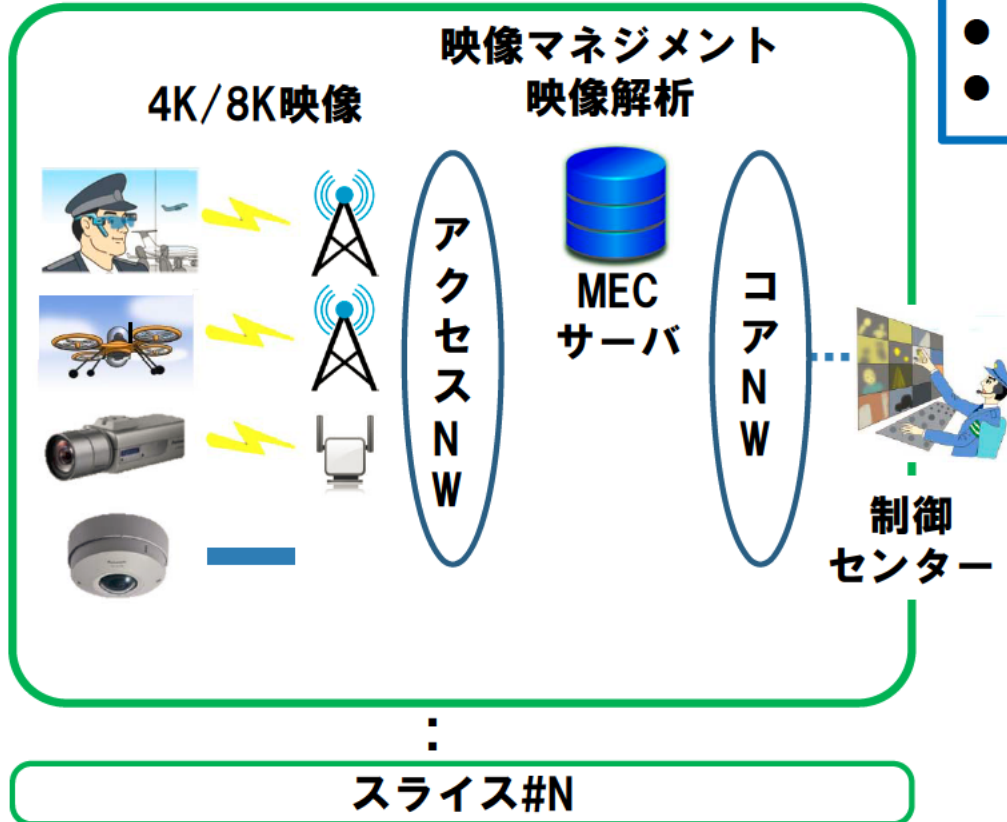 映像マネジメント
映像解析
4K/8K映像
アクセスNW
MEC
サーバ
コアNW
制御
センター
:
スライス#N